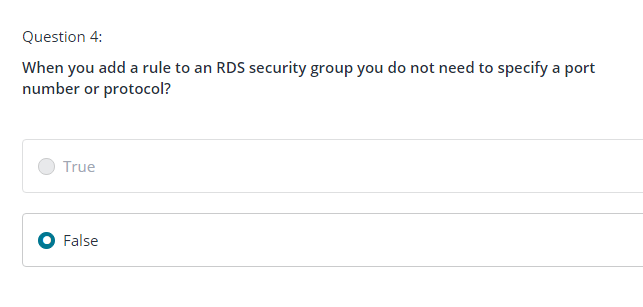 Question 4:
When you add a rule to an RDS security group you do not need to specify a port
number or protocol?
True
False